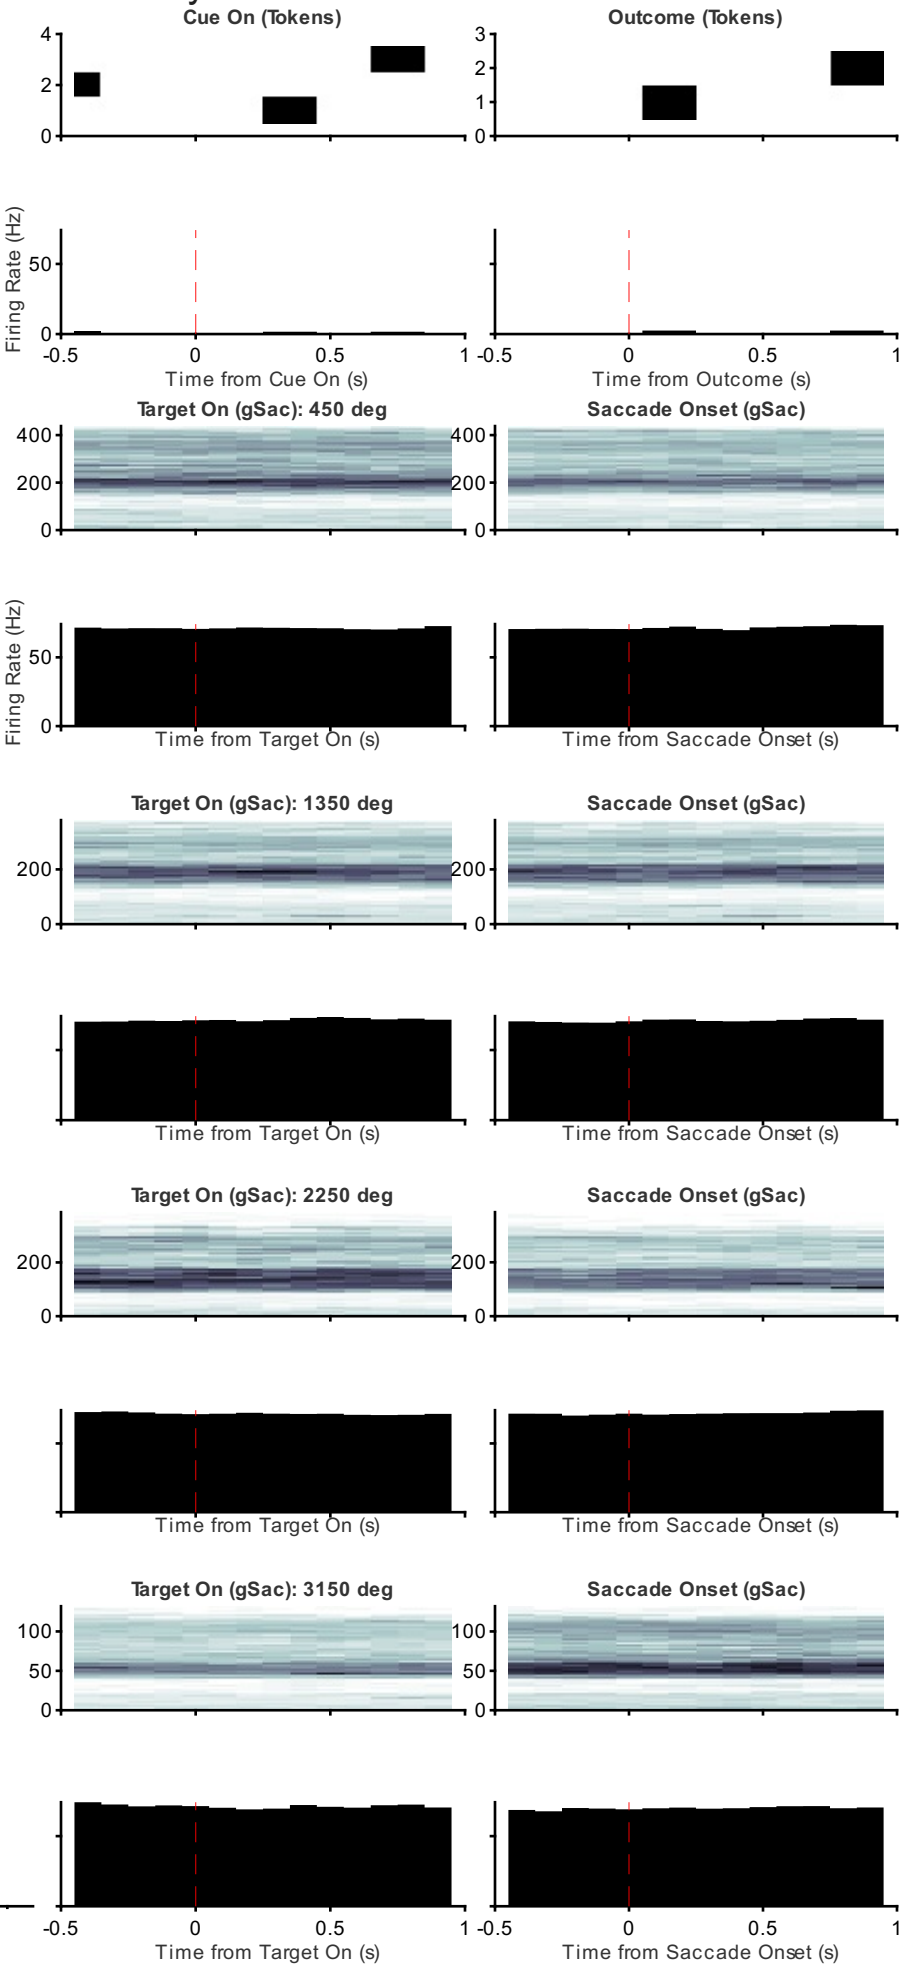 Cue On (Tokens) Outcome (Tokens)
4 3
2 2
1
0 0
Firing Rate (Hz)
50
0
-0.5 0 0.5 1 -0.5 0 0.5 1
Time from Cue On (s) Time from Outcome (s)
Target On (gSac): 450 deg Saccade Onset (gSac)
400 400
200 200
0 0
Firing Rate (Hz)
50
0
Time from Target On (s) Time from Saccade Onset (s)
Target On (gSac): 1350 deg Saccade Onset (gSac)
200 200
0 0
Time from Target On (s) Time from Saccade Onset (s)
Target On (gSac): 2250 deg Saccade Onset (gSac)
200 200
0 0
Time from Target On (s) Time from Saccade Onset (s)
Target On (gSac): 3150 deg Saccade Onset (gSac)
100 100
50 50
0 0
-0.5 0 0.5 1 -0.5 0 0.5 1
Time from Target On (s) Time from Saccade Onset (s)